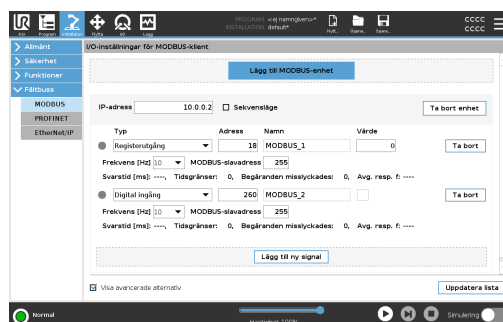 PROGRAM <ej namngiven>*
INSTALLATION default*
CCCC
CCCC
Kör Program Installation Flytta I/O Logg Nytt... Öppna... Spara...
Allmänt
Säkerhet
Funktioner
Fältbuss
MODBUS
PROFINET
EtherNet/IP
I/O-inställningar för MODBUS-klient
Lägg till MODBUS-enhet
IP-adress 10.0.0.2 Sekvensläge Ta bort enhet
Typ Adress Namn Värde
Registerutgång 18 MODBUS_1 0 Ta bort
Frekvens [Hz] 10 MODBUS-slavadress 255
Svarstid [ms]: ----, Tidsgränser: 0, Begäranden misslyckades: 0, Avg. resp. f: ----
Digital ingång 260 MODBUS_2 Ta bort
Frekvens [Hz] 10 MODBUS-slavadress 255
Svarstid [ms]: ----, Tidsgränser: 0, Begäranden misslyckades: 0, Avg. resp. f: ----
Lägg till ny signal
Visa avancerade alternativ
Uppdatera lista
Normal
Hastighet 100%
Simulering